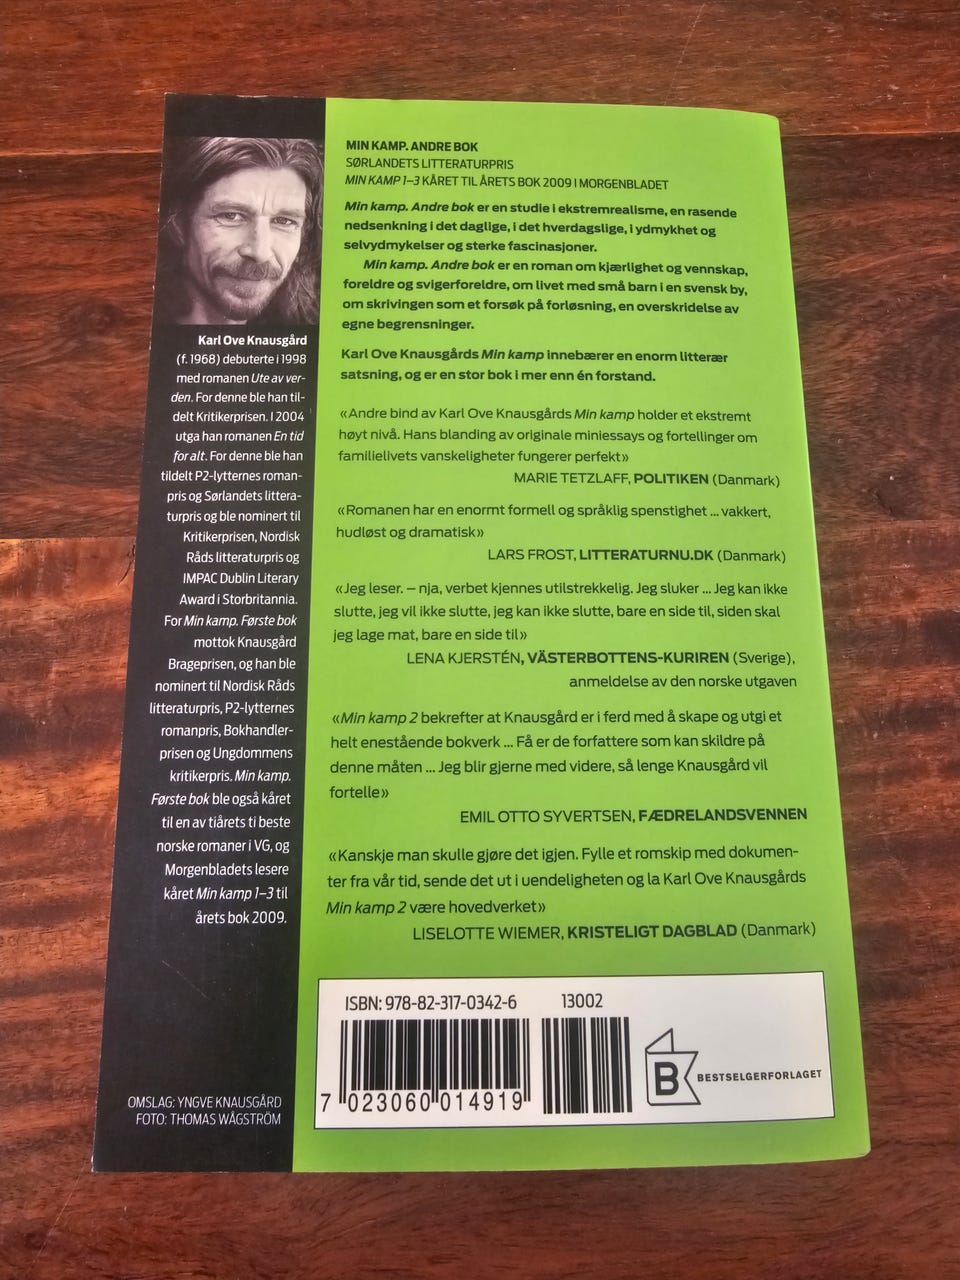 MIN KAMP. ANDRE BOK
SØRLANDETS LITTERATURPRIS
MIN KAMP 1–3 KÅRET TIL ÅRETS BOK 2009 I MORGENBLADET
Min kamp. Andre bok er en studie i ekstremrealisme, en rasende
nedsenkning i det daglige, i det hverdagslige, i ydmykhet og
selvydmykelser og sterke fascinasjoner.
Min kamp. Andre bok er en roman om kjærlighet og vennskap,
foreldre og svigerforeldre, om livet med små barn i en svensk by,
om skrivingen som et forsøk på forløsning, en overskridelse av
egne begrensninger.
Karl Ove Knausgårds Min kamp innebærer en enorm litterær
satsning, og er en stor bok i mer enn én forstand.
«Andre bind av Karl Ove Knausgårds Min kamp holder et ekstremt
høyt nivå. Hans blanding av originale miniessays og fortellinger om
familielivets vanskeligheter fungerer perfekt»
MARIE TETZLAFF, POLITIKEN (Danmark)
«Romanen har en enormt formell og språklig spenstighet ... vakkert,
hudløst og dramatisk»
LARS FROST, LITTERATURNU.DK (Danmark)
«Jeg leser. – nja, verbet kjennes utilstrekkelig. Jeg sluker ... Jeg kan ikke
slutte, jeg vil ikke slutte, jeg kan ikke slutte, bare en side til, siden skal
jeg lage mat, bare en side til»
LENA KJERSTÉN, VÄSTERBOTTENS-KURIREN (Sverige),
anmeldelse av den norske utgaven
«Min kamp 2 bekrefter at Knausgård er i ferd med å skape og utgi et
helt enestående bokverk ... Få er de forfattere som kan skildre på
denne måten ... Jeg blir gjerne med videre, så lenge Knausgård vil
fortelle»
EMIL OTTO SYVERTSEN, FÆDRELANDSVENNEN
«Kanskje man skulle gjøre det igjen. Fylle et romskip med dokumen-
ter fra vår tid, sende det ut i uendeligheten og la Karl Ove Knausgårds
Min kamp 2 være hovedverket»
LISELOTTE WIEMER, KRISTELIGT DAGBLAD (Danmark)
Karl Ove Knausgård
(f. 1968) debuterte i 1998
med romanen Ute av ver-
den. For denne ble han til-
delt Kritikerprisen. I 2004
utga han romanen En tid
for alt. For denne ble han
tildelt P2-lytternes roman-
pris og Sørlandets littera-
turpris og ble nominert til
Kritikerprisen, Nordisk
Råds litteraturpris og
IMPAC Dublin Literary
Award i Storbritannia.
For Min kamp. Første bok
mottok Knausgård
Brageprisen, og han ble
nominert til Nordisk Råds
litteraturpris, P2-lytternes
romanpris, Bokhandler-
prisen og Ungdommens
kritikerpris. Min kamp.
Første bok ble også kåret
til en av tiårets ti beste
norske romaner i VG, og
Morgenbladets lesere
kåret Min kamp 1–3 til
årets bok 2009.
OMSLAG: YNGVE KNAUSGÅRD
FOTO: THOMAS WÅGSTRÖM
ISBN: 978-82-317-0342-6 13002
7 023060 014919
B BESTSELGERFORLAGET